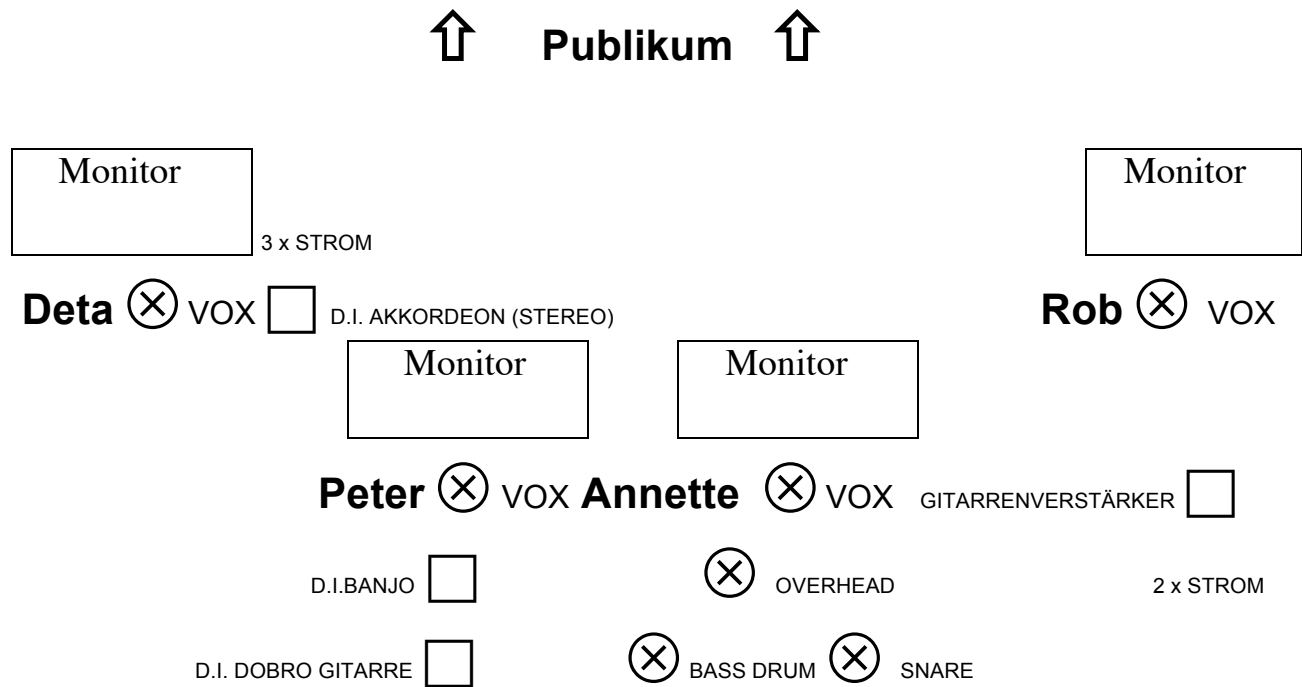 Publikum
Monitor Monitor
3 x STROM
Deta VOX D.I. AKKORDEON (STEREO) Rob VOX
Monitor Monitor
Peter VOX Annette VOX GITARRENVERSTÄRKER
D.I.BANJO OVERHEAD 2 x STROM
D.I. DOBRO GITARRE BASS DRUM SNARE